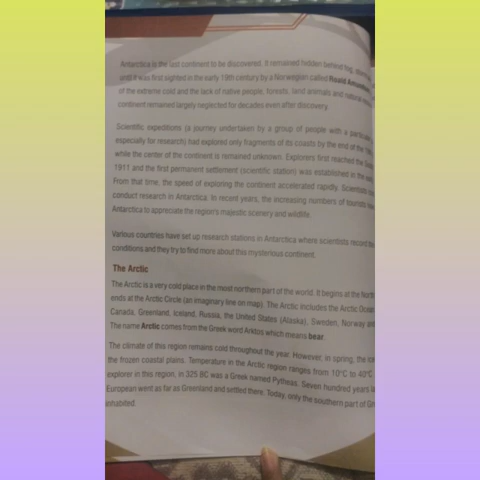 Antarctica is the last continent to be discovered. It remained hidden behind fog,
until it was first sighted in the early 19th century by a Norwegian called Roald Amundsen
of the extreme cold and the lack of native people, forests, land animals and natural
continent remained largely neglected for decades even after discovery.
Scientific expeditions (a journey undertaken by a group of people with a particular
especially for research) had explored only fragments of its coasts by the end of the
while the center of the continent is remained unknown. Explorers first reached the
1911 and the first permanent settlement (scientific station) was established in the
From that time, the speed of exploring the continent accelerated rapidly. Scientists
conduct research in Antarctica. In recent years, the increasing numbers of tourists
Antarctica to appreciate the region's majestic scenery and wildlife.
Various countries have set up research stations in Antarctica where scientists record
conditions and they try to find more about this mysterious continent.
The Arctic
The Arctic is a very cold place in the most northern part of the world. It begins at the North
ends at the Arctic Circle (an imaginary line on map). The Arctic includes the Arctic Ocean
Canada, Greenland, Iceland, Russia, the United States (Alaska), Sweden, Norway and
The name Arctic comes from the Greek word Arktos which means bear.
The climate of this region remains cold throughout the year. However, in spring, the
the frozen coastal plains. Temperature in the Arctic region ranges from 10°C to 40°C
explorer in this region, in 325 BC was a Greek named Pytheas. Seven hundred years
European went as far as Greenland and settled there. Today, only the southern part of
inhabited.